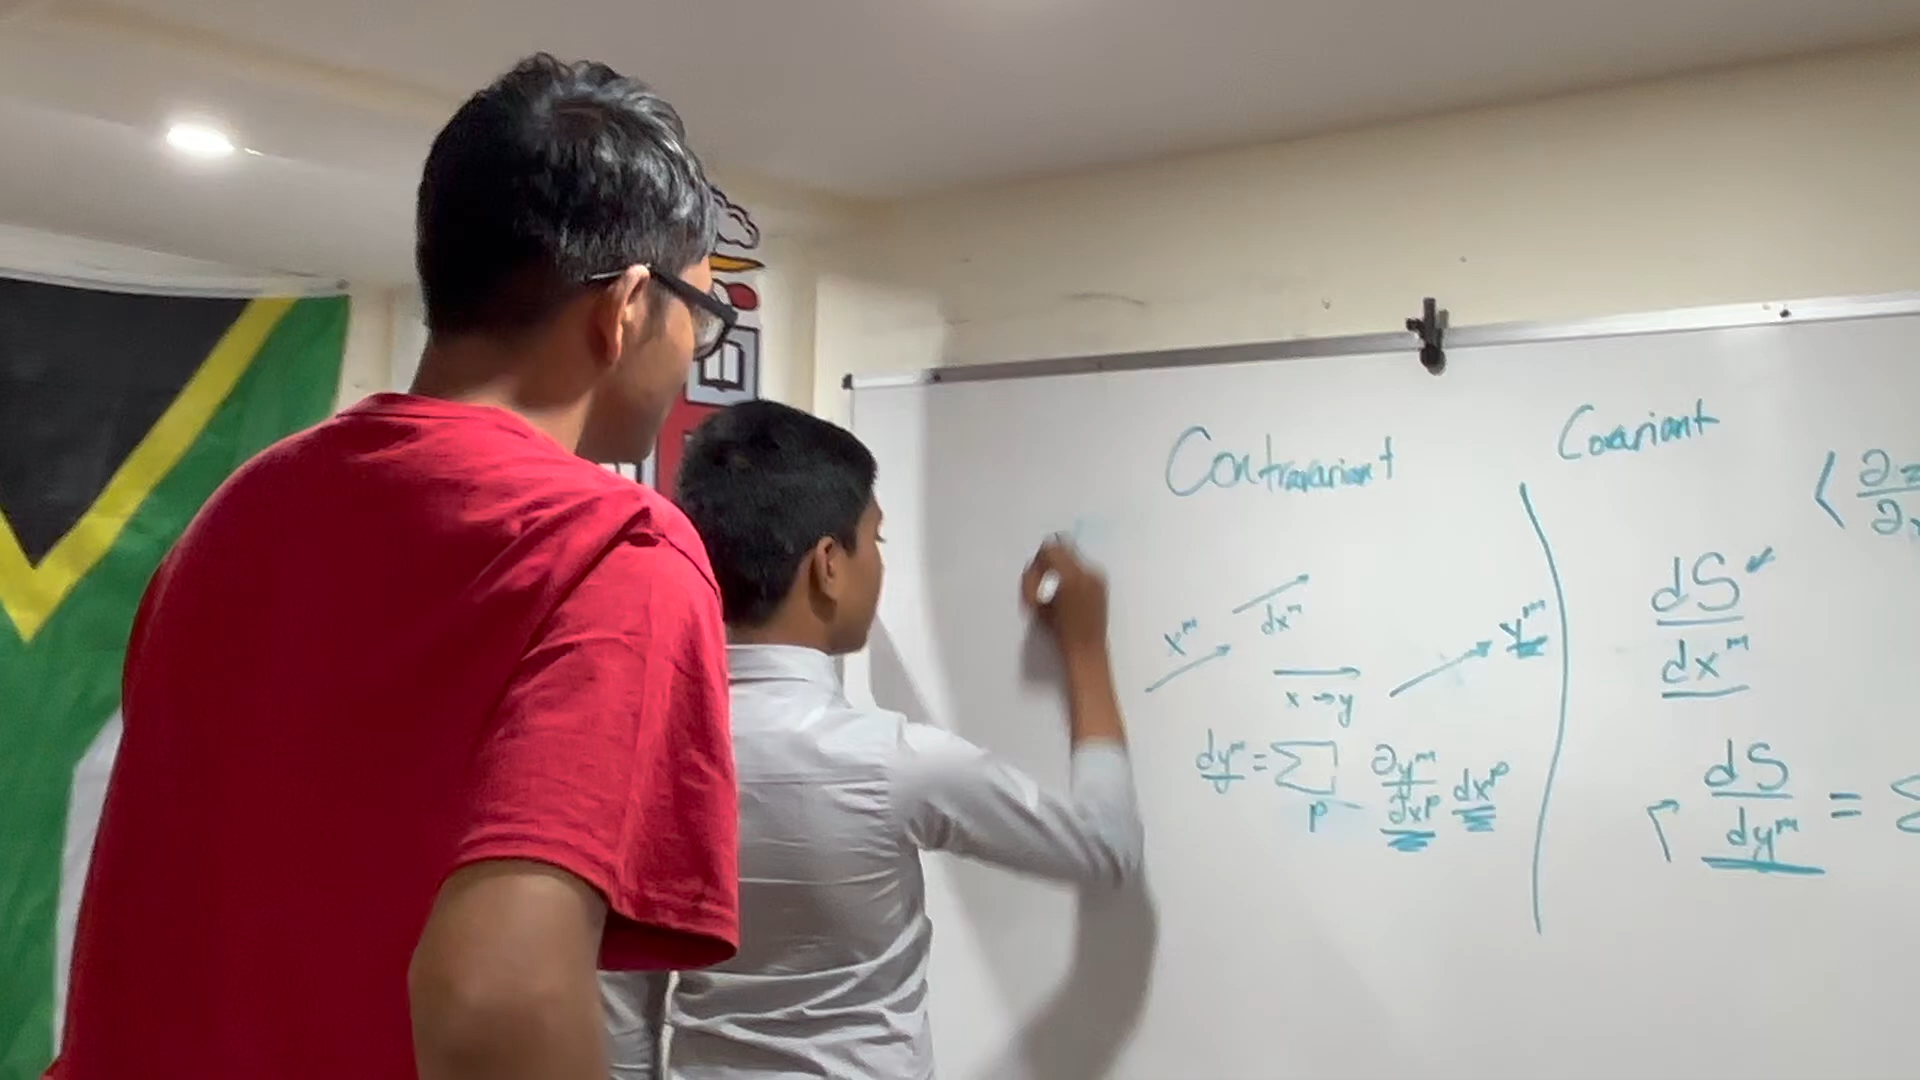 Contravariant
x^m
dx^m
x → y
y^m
dy^m = Σ_p ∂y^m/∂x^p dx^p
Covariant
⟨ ∂z/∂
dS/dx^m
dS/dy^m = Σ